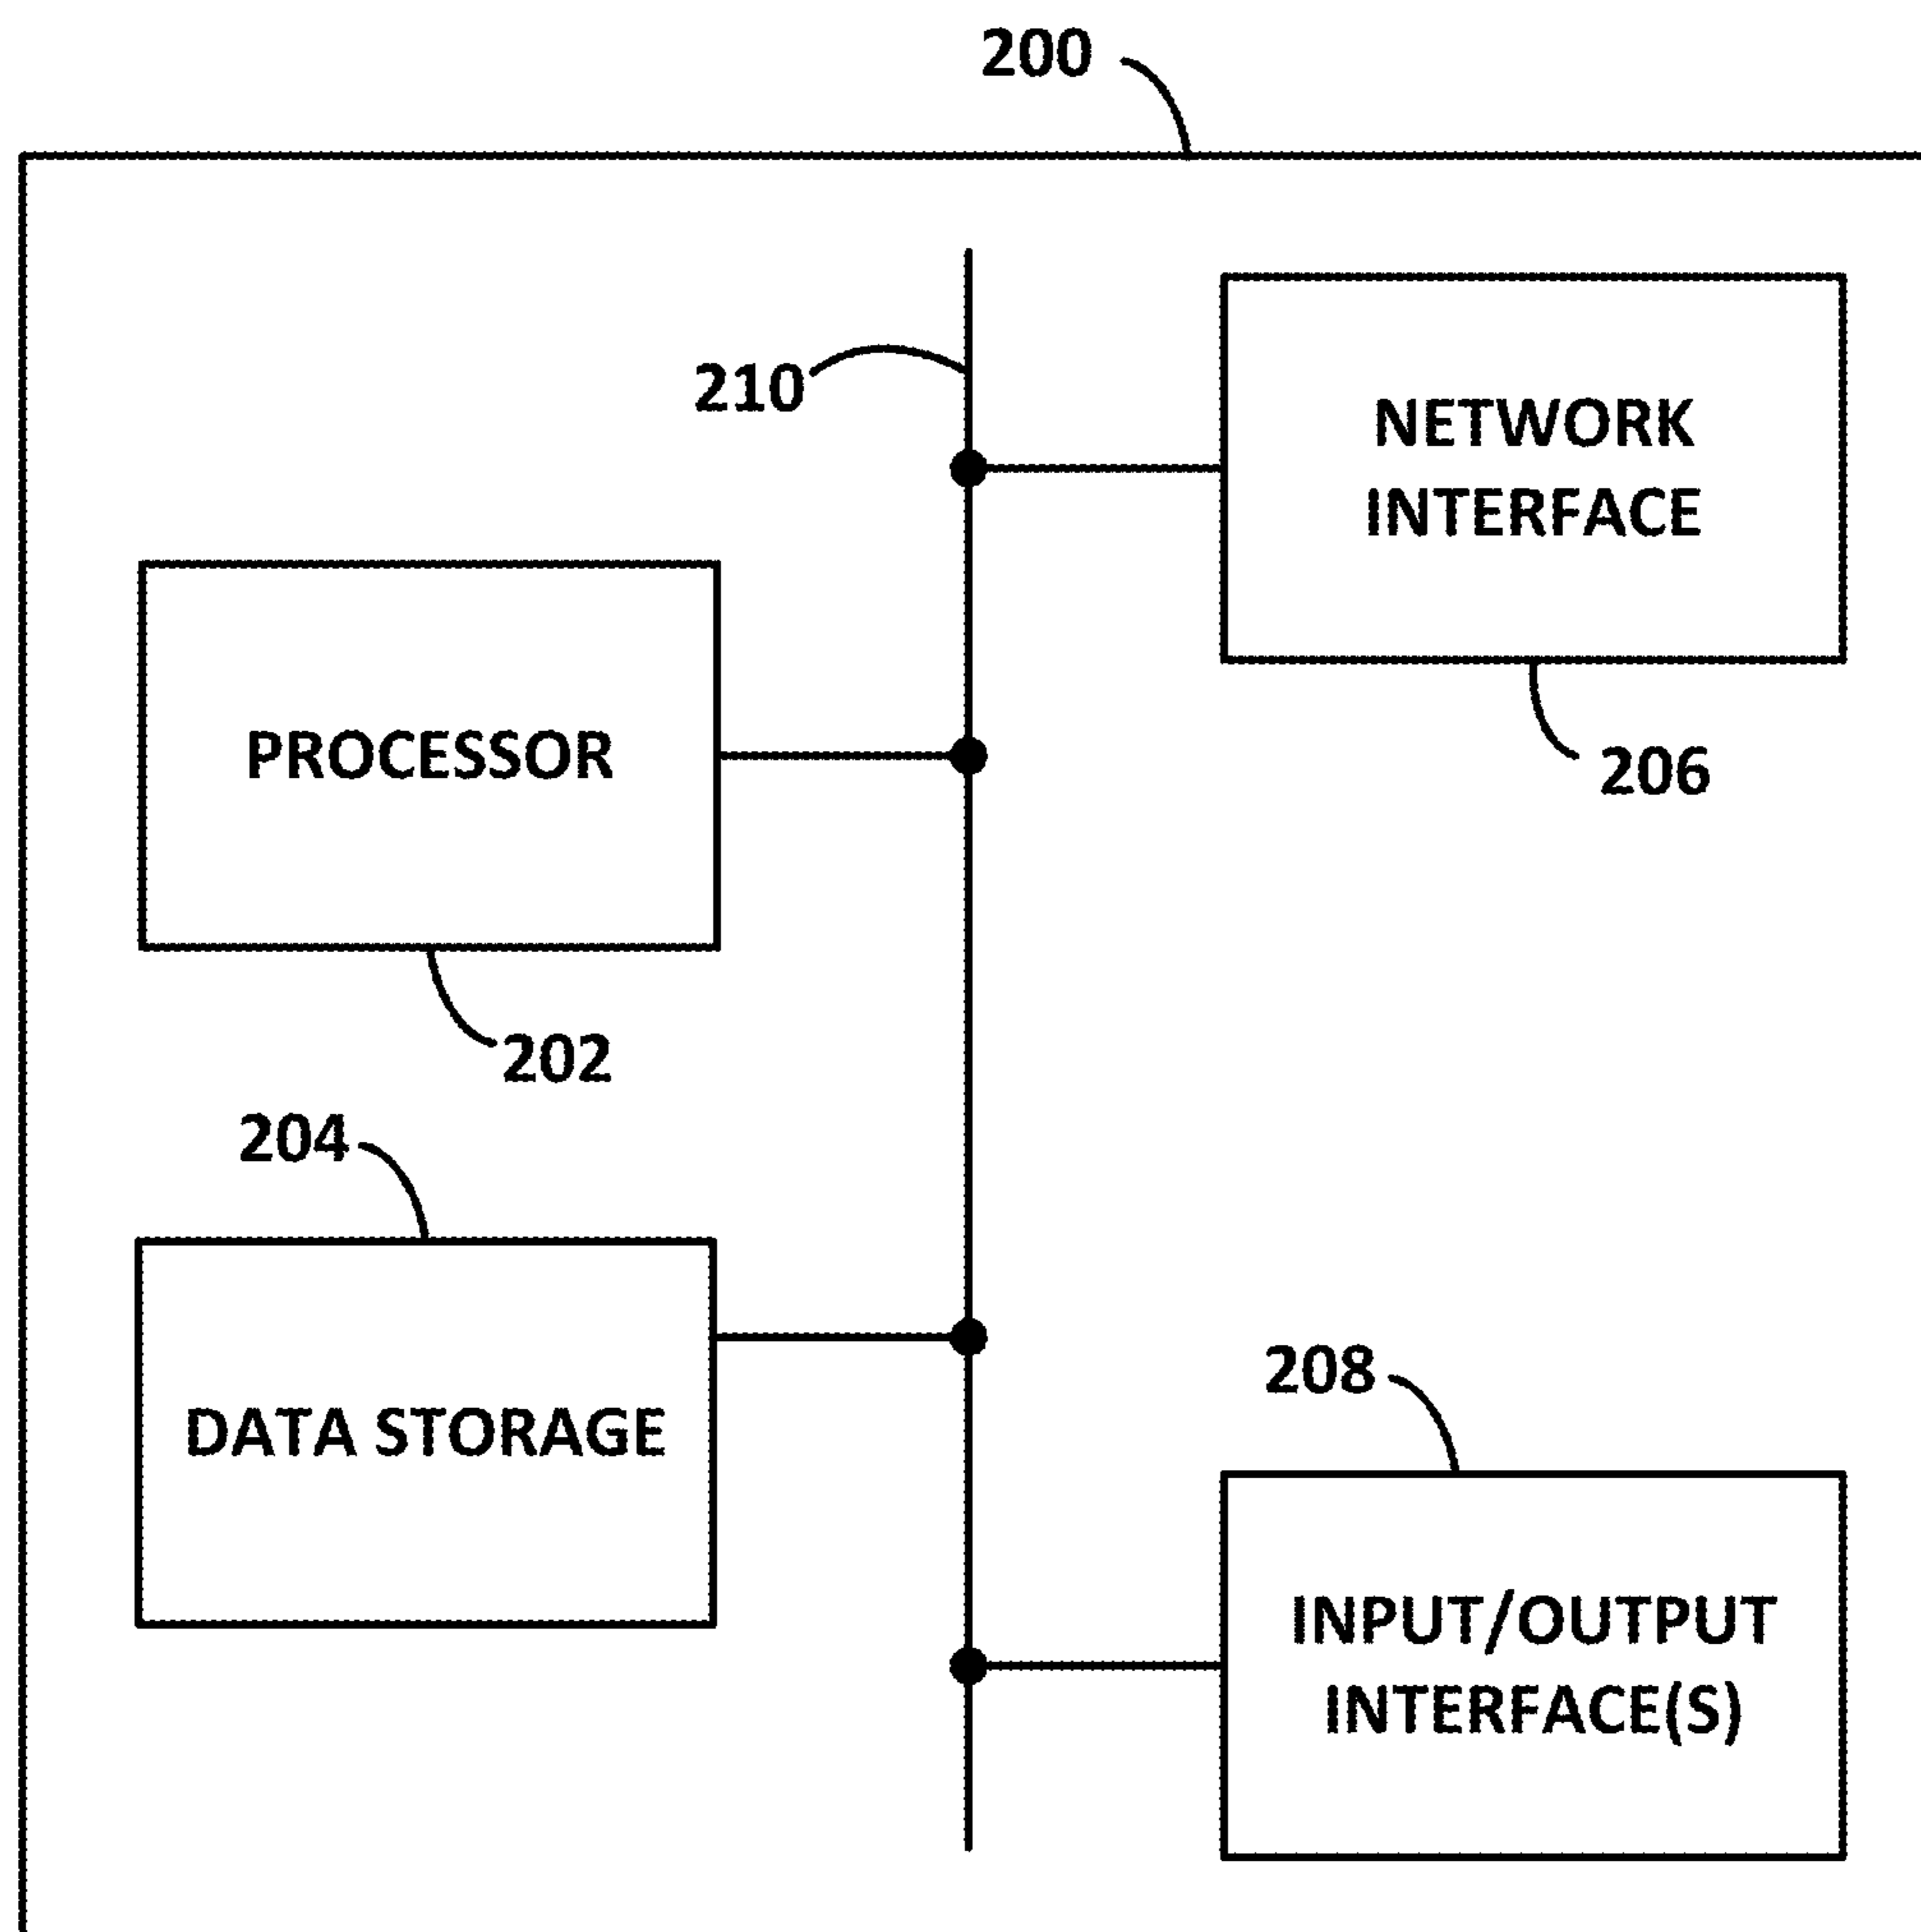 200
210
NETWORK
INTERFACE
PROCESSOR
206
202
204
208
DATA STORAGE
INPUT/OUTPUT
INTERFACE(S)